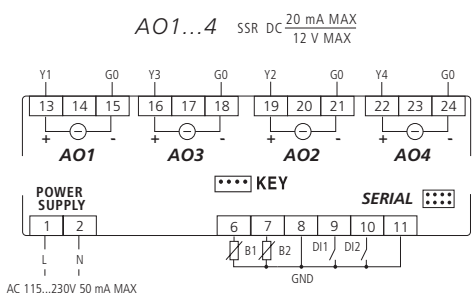 AO1...4 SSR DC 20 mA MAX
12 V MAX
Y1 G0 Y3 G0 Y2 G0 Y4 G0
13 14 15 16 17 18 19 20 21 22 23 24
+ - + - + - + -
AO1 AO3 AO2 AO4
KEY
POWER
SUPPLY
SERIAL
1 2 6 7 8 9 10 11
L N B1 B2 DI1 DI2
GND
AC 115...230V 50 mA MAX